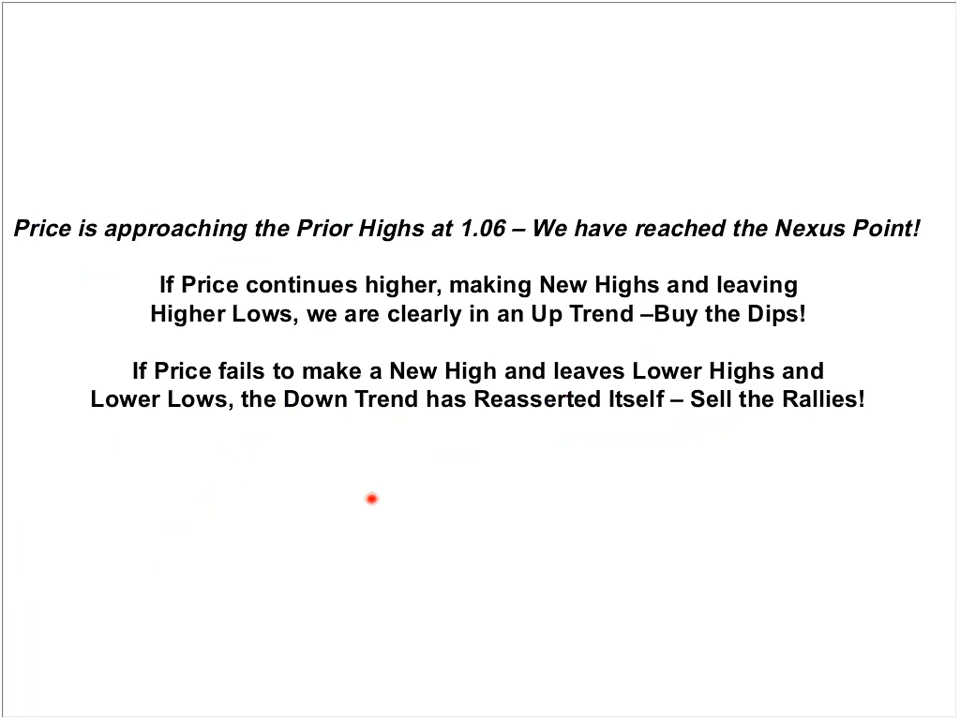 Price is approaching the Prior Highs at 1.06 – We have reached the Nexus Point!
If Price continues higher, making New Highs and leaving
Higher Lows, we are clearly in an Up Trend –Buy the Dips!
If Price fails to make a New High and leaves Lower Highs and
Lower Lows, the Down Trend has Reasserted Itself – Sell the Rallies!